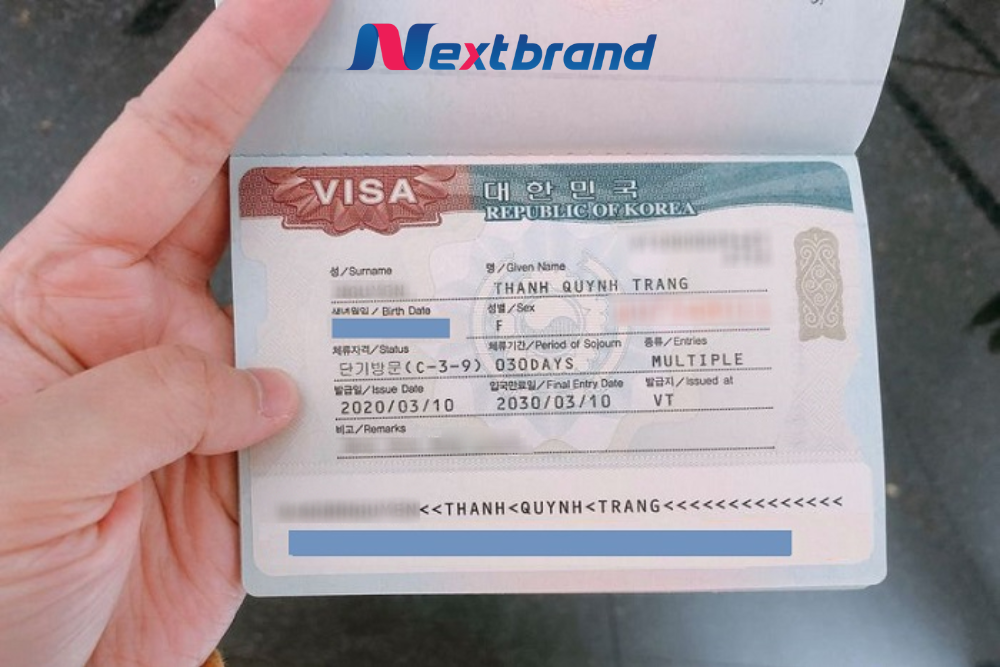 Nextbrand
VISA
대한민국
REPUBLIC OF KOREA
성/Surname
명/Given Name
THANH QUYNH TRANG
생년월일/Birth Date
성별/Sex
F
체류자격/Status
체류기간/Period of Sojourn
종류/Entries
단기방문(C-3-9) 030DAYS MULTIPLE
발급일/Issue Date
입국만료일/Final Entry Date
발급지/Issued at
2020/03/10 2030/03/10 VT
비고/Remarks
<<THANH<QUYNH<TRANG<<<<<<<<<<<<<<